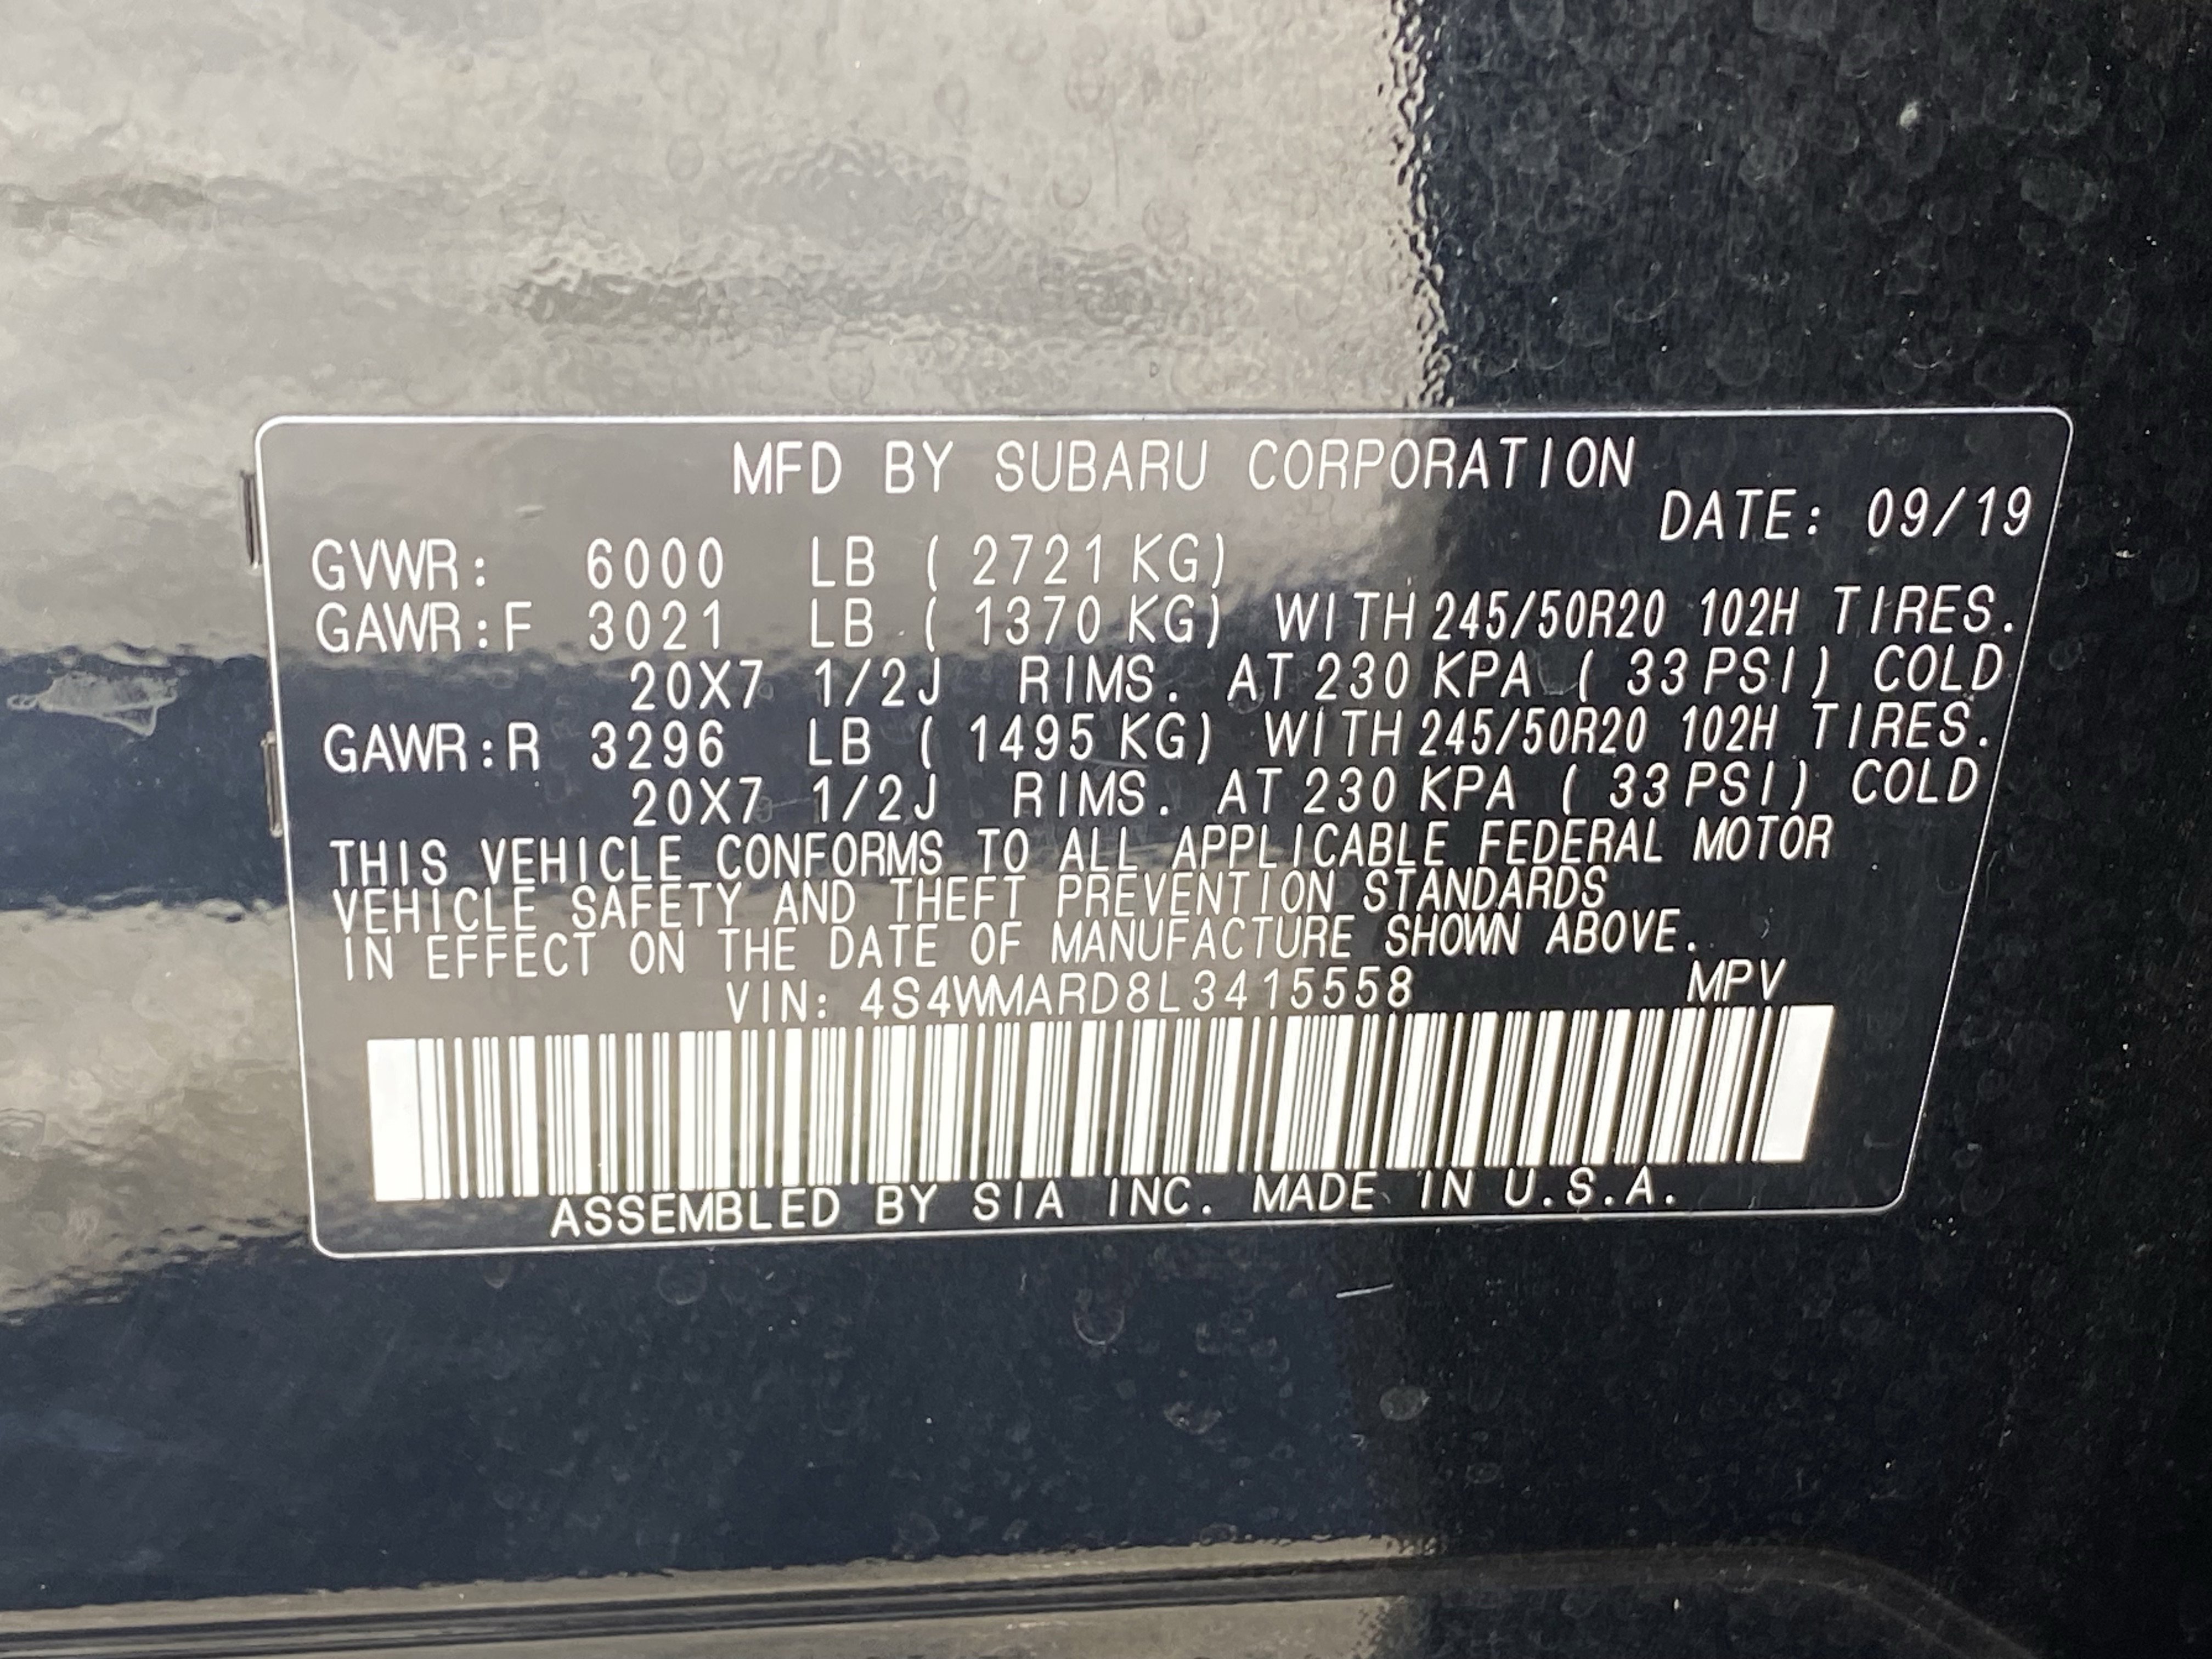 MFD BY SUBARU CORPORATION
DATE: 09/19
GVWR: 6000 LB ( 2721 KG)
GAWR:F 3021 LB ( 1370 KG) WITH 245/50R20 102H TIRES.
20X7 1/2J RIMS. AT 230 KPA ( 33 PSI) COLD
GAWR:R 3296 LB ( 1495 KG) WITH 245/50R20 102H TIRES.
20X7 1/2J RIMS. AT 230 KPA ( 33 PSI) COLD
THIS VEHICLE CONFORMS TO ALL APPLICABLE FEDERAL MOTOR
VEHICLE SAFETY AND THEFT PREVENTION STANDARDS
IN EFFECT ON THE DATE OF MANUFACTURE SHOWN ABOVE.
VIN: 4S4WMARD8L3415558 MPV
ASSEMBLED BY SIA INC. MADE IN U.S.A.